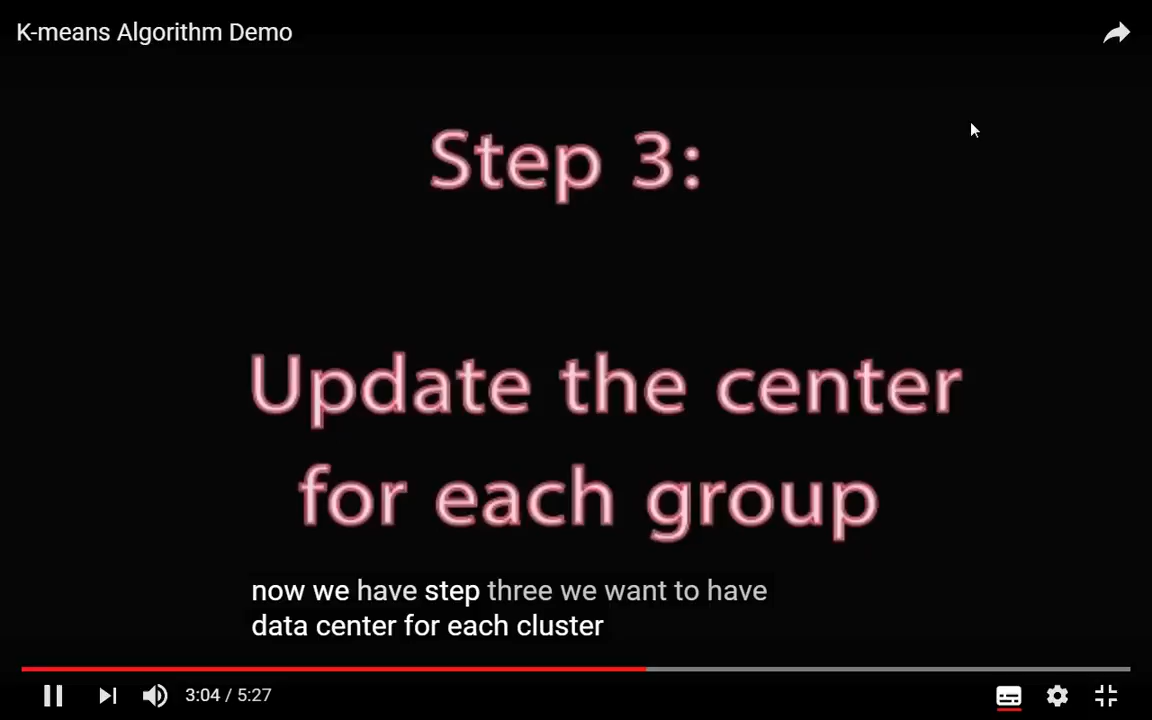 K-means Algorithm Demo
Step 3:
Update the center
for each group
now we have step three we want to have
data center for each cluster
3:04 / 5:27